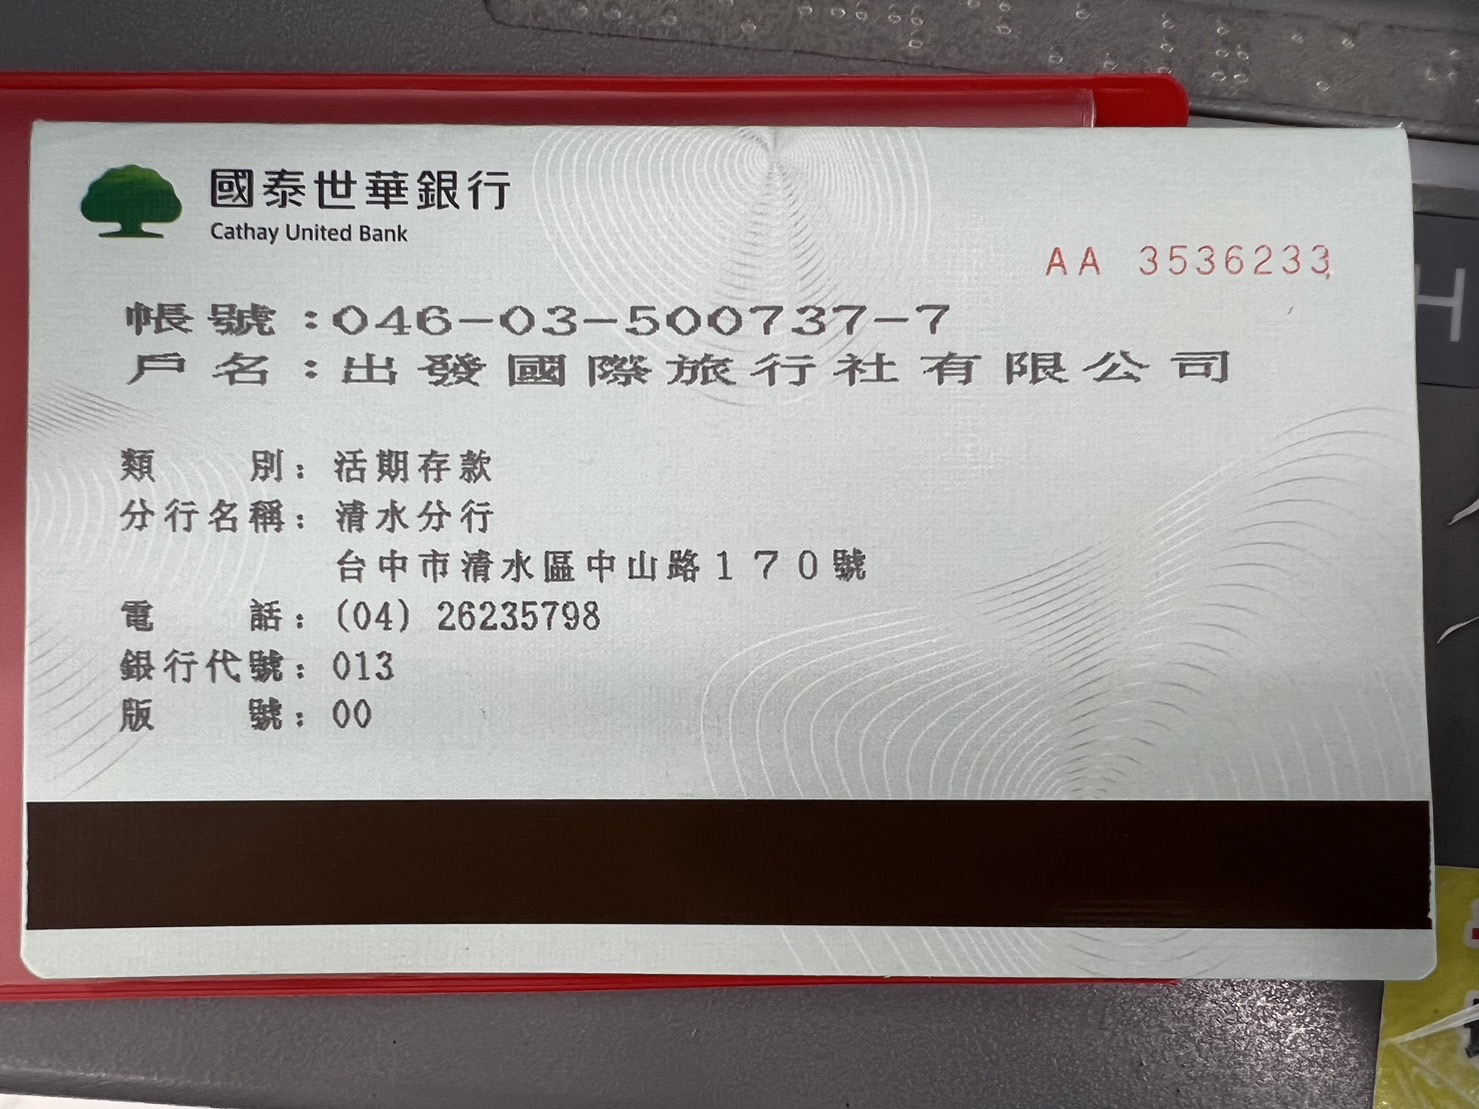 國泰世華銀行
Cathay United Bank
AA 3536233
帳號:046-03-500737-7
戶名:出發國際旅行社有限公司
類別: 活期存款
分行名稱: 清水分行
台中市清水區中山路１７０號
電話: (04) 26235798
銀行代號: 013
版號: 00
H